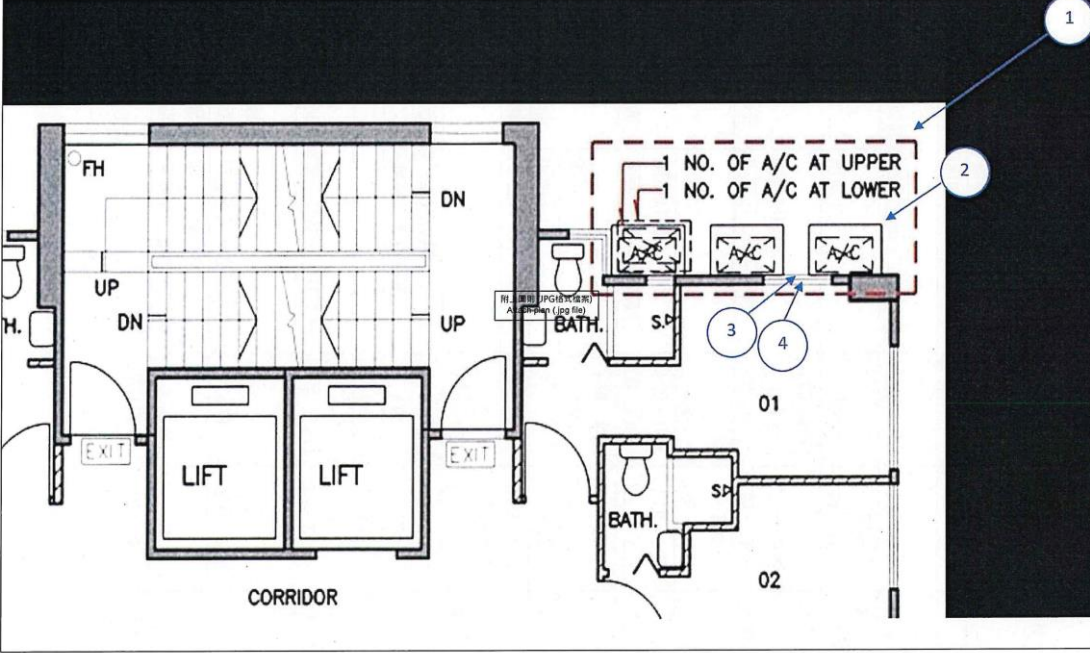 1
2
FH
1 NO. OF A/C AT UPPER
1 NO. OF A/C AT LOWER
DN
A/C
A/C
A/C
UP
附上圖則 (JPG格式檔案)
Attach plan (.jpg file)
TH.
DN
UP
BATH.
S.
3
4
01
EXIT
EXIT
LIFT
LIFT
S
BATH.
02
CORRIDOR